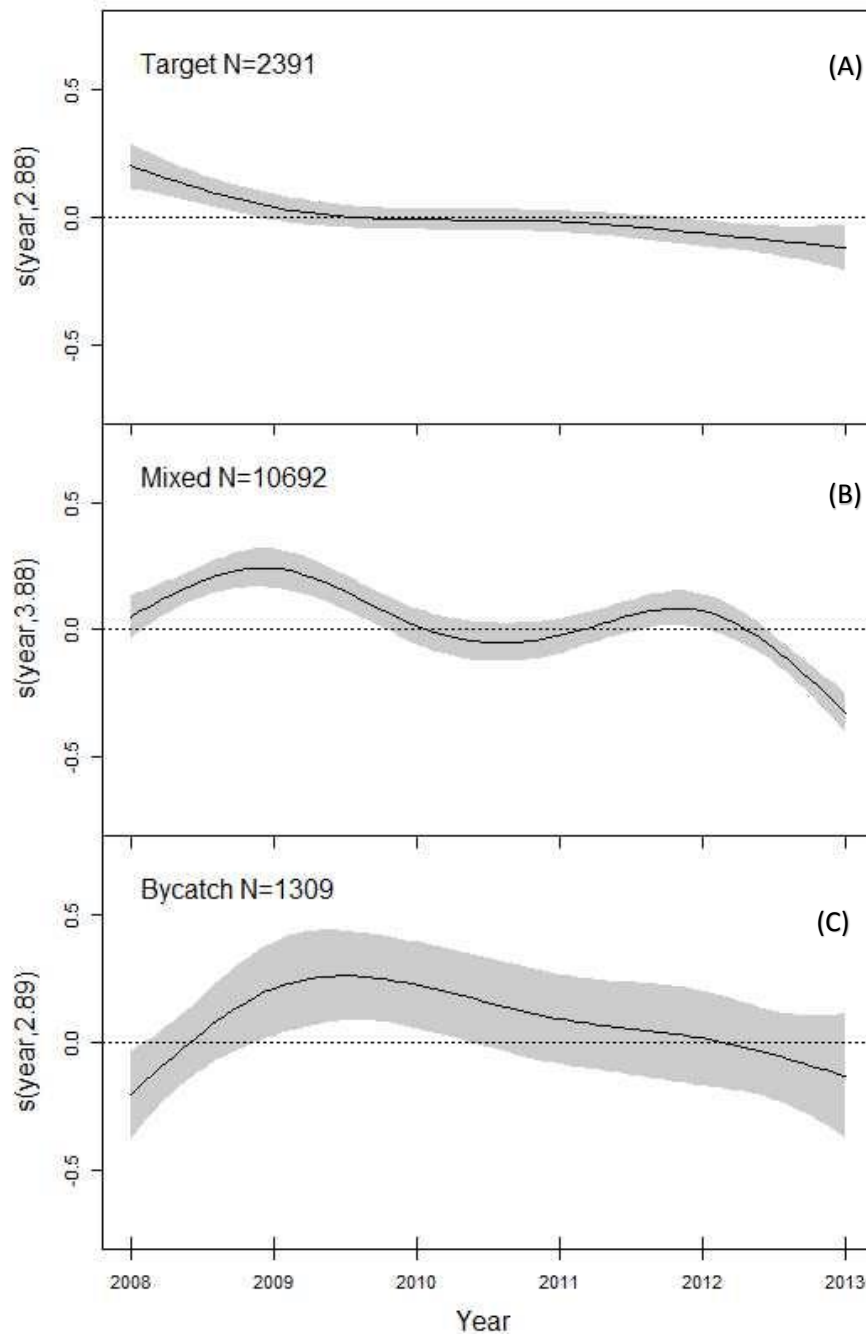 Target N=2391
(A)
0.5
0.0
-0.5
s(year,2.88)
Mixed N=10692
(B)
0.5
0.0
-0.5
s(year,3.88)
Bycatch N=1309
(C)
0.5
0.0
-0.5
s(year,2.89)
2008 2009 2010 2011 2012 2013
Year